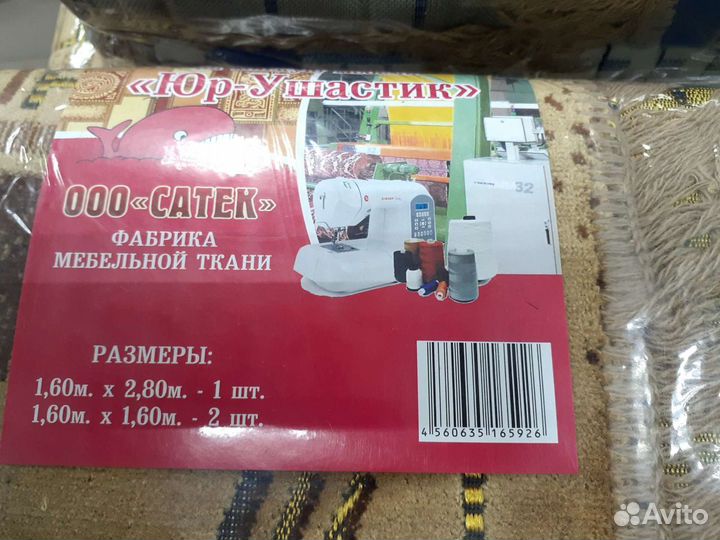 «Юр-Ушастик»
ООО«САТЕК»
ФАБРИКА
МЕБЕЛЬНОЙ ТКАНИ
32
РАЗМЕРЫ:
1,60м. х 2,80м. - 1 шт.
1,60м. х 1,60м. - 2 шт.
4 560635 165926
Avito